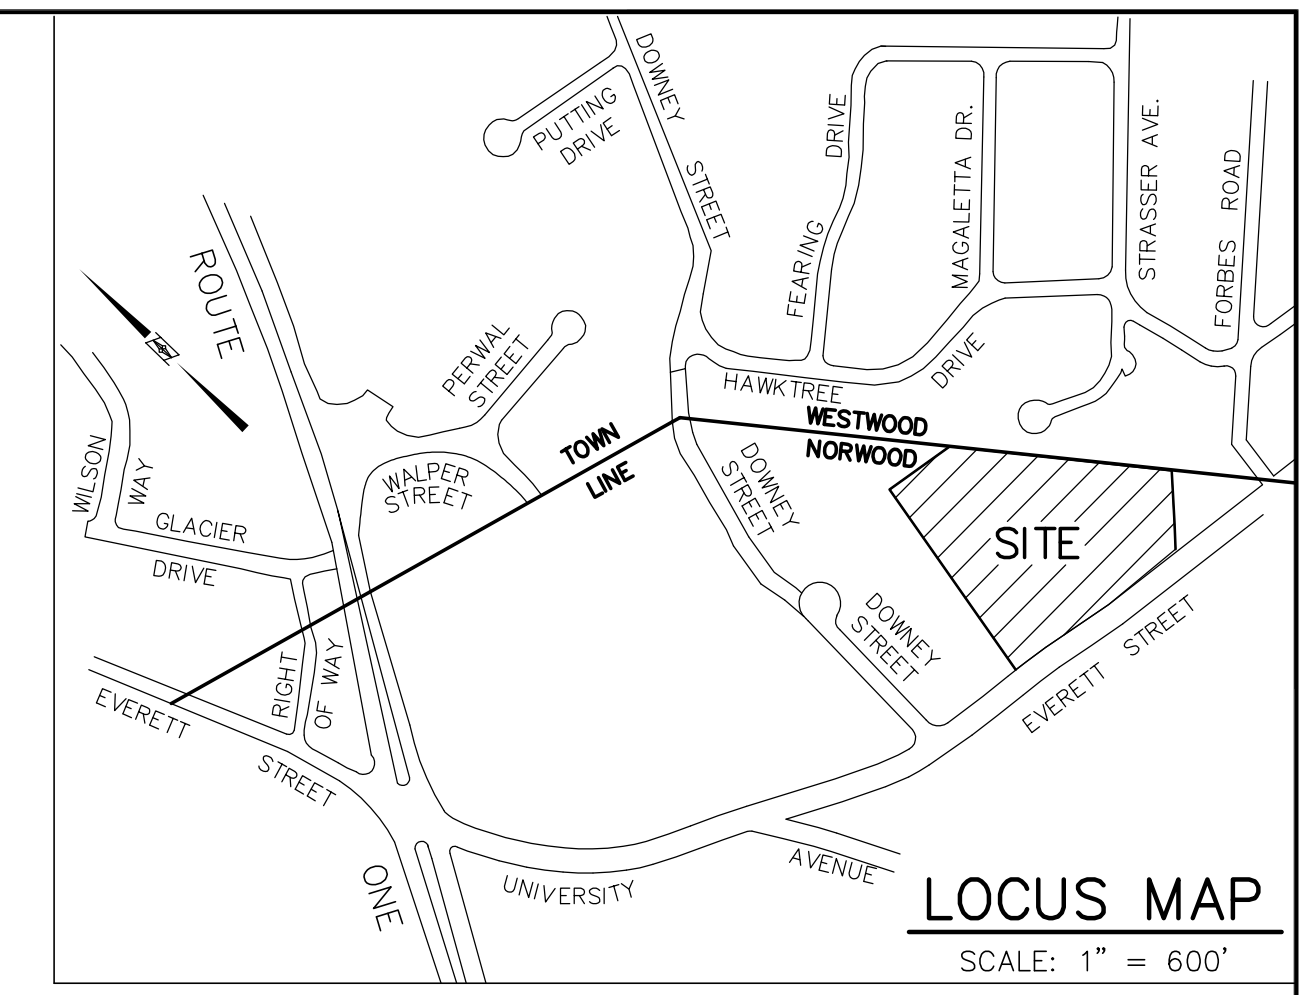 DOWNEY
STREET
PUTTING
DRIVE
FEARING
DRIVE
MAGALETTA DR.
STRASSER AVE.
FORBES ROAD
ROUTE
PERWAL
STREET
HAWKTREE
DRIVE
WESTWOOD
NORWOOD
TOWN
LINE
WALPER
STREET
WILSON
WAY
GLACIER
DRIVE
DOWNEY
STREET
SITE
DOWNEY
STREET
RIGHT
OF WAY
EVERETT
STREET
EVERETT STREET
ONE
UNIVERSITY
AVENUE
LOCUS MAP
SCALE: 1" = 600'